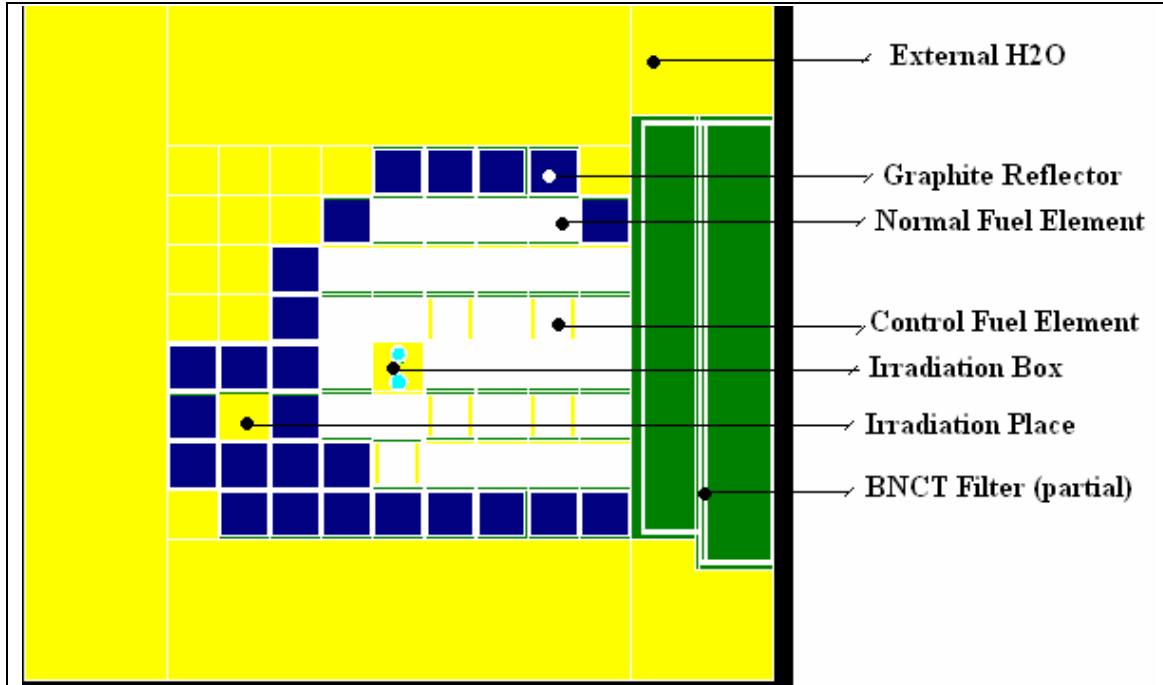 External H2O
Graphite Reflector
Normal Fuel Element
Control Fuel Element
Irradiation Box
Irradiation Place
BNCT Filter (partial)